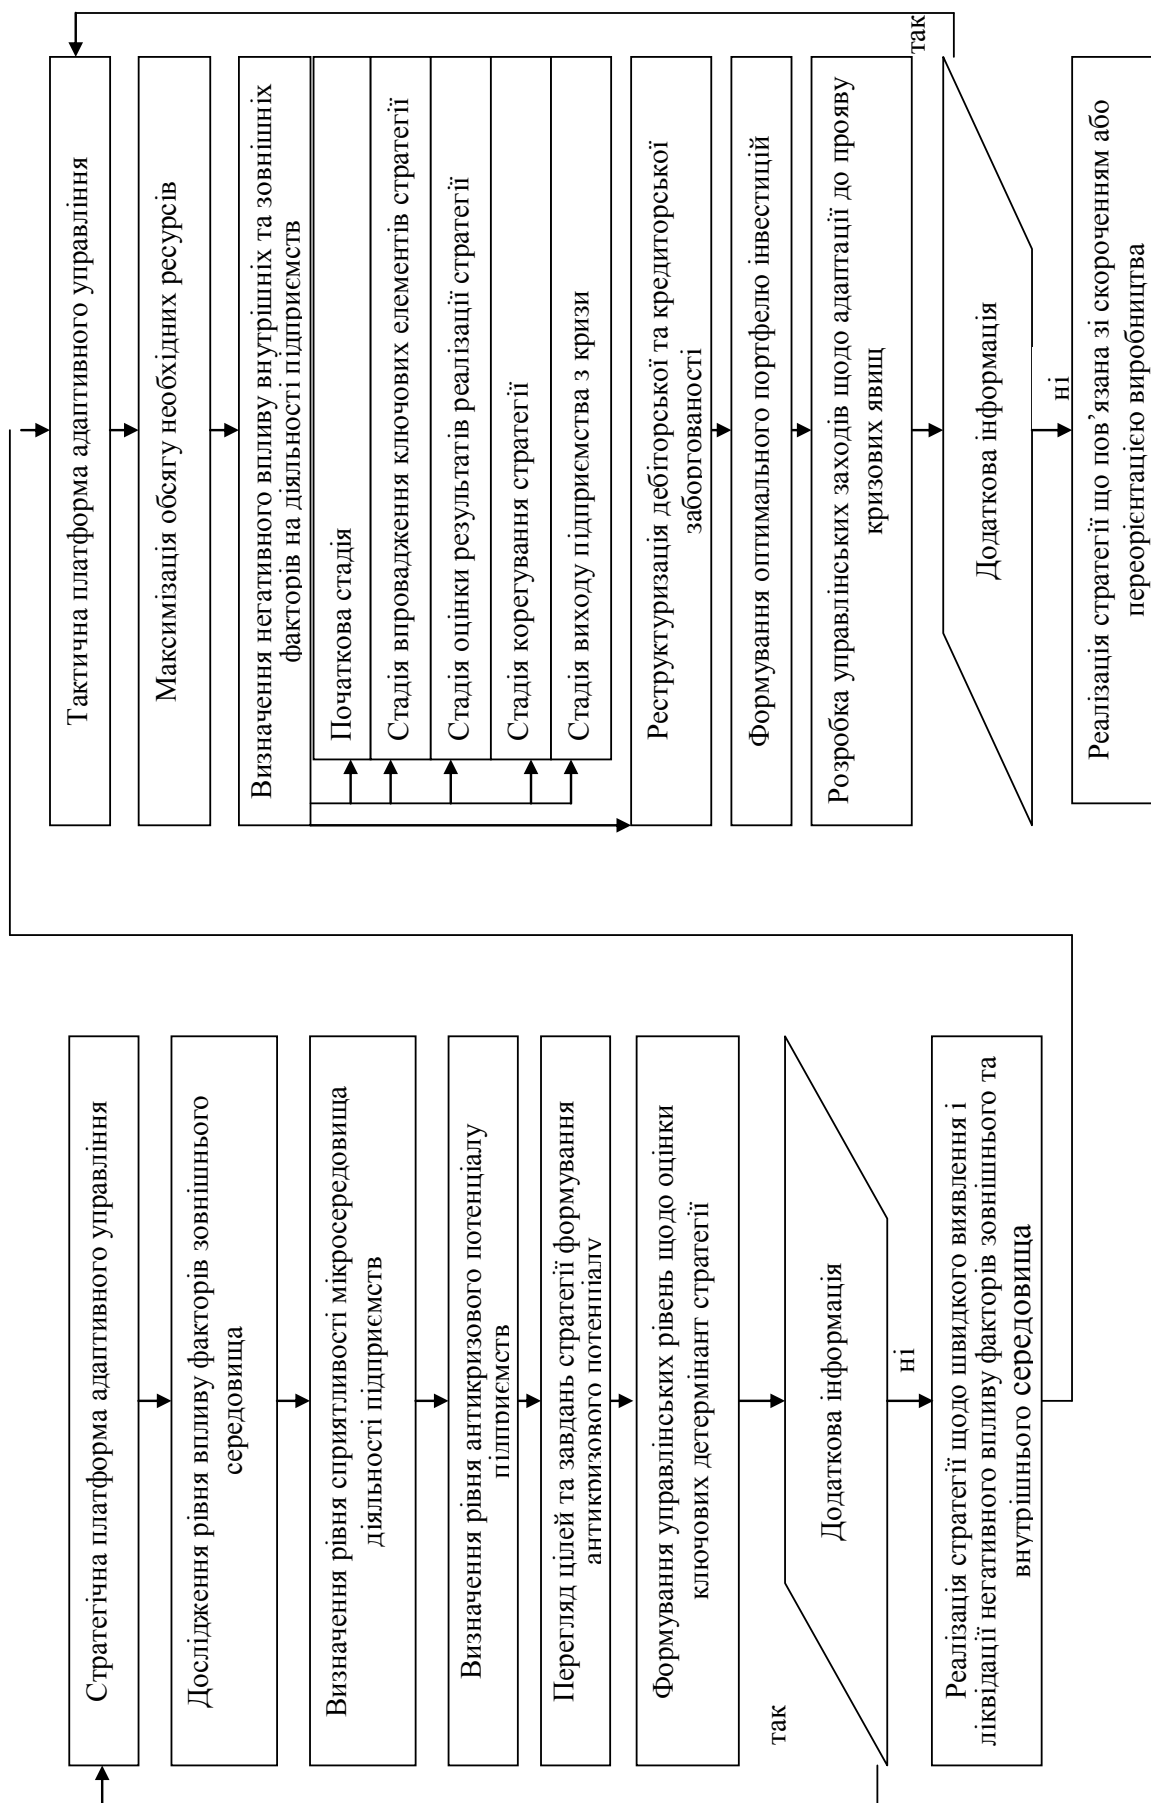 Стратегічна платформа адаптивного управління
Дослідження рівня впливу факторів зовнішнього
середовища
Визначення рівня сприятливості мікросередовища
діяльності підприємств
Визначення рівня антикризового потенціалу
підприємств
Перегляд цілей та завдань стратегії формування
антикризового потенціалу
Формування управлінських рівень щодо оцінки
ключових детермінант стратегії
так
Додаткова інформація
ні
Реалізація стратегії щодо швидкого виявлення і
ліквідації негативного впливу факторів зовнішнього та
внутрішнього середовища
Тактична платформа адаптивного управління
Максимізація обсягу необхідних ресурсів
Визначення негативного впливу внутрішніх та зовнішніх
факторів на діяльності підприємств
Початкова стадія
Стадія впровадження ключових елементів стратегії
Стадія оцінки результатів реалізації стратегії
Стадія корегування стратегії
Стадія виходу підприємства з кризи
Реструктуризація дебіторської та кредиторської
заборгованості
Формування оптимального портфелю інвестицій
Розробка управлінських заходів щодо адаптації до прояву
кризових явищ
так
Додаткова інформація
ні
Реалізація стратегії що пов’язана зі скороченням або
переорієнтацією виробництва